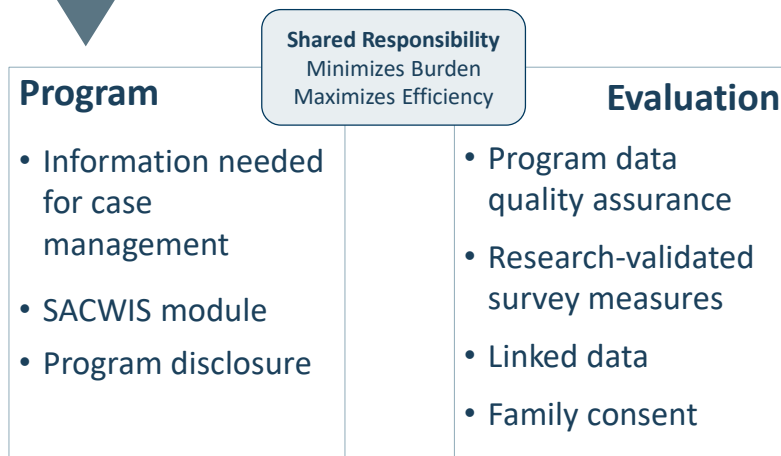 Shared Responsibility
Minimizes Burden
Maximizes Efficiency
Program
• Information needed
for case
management
• SACWIS module
• Program disclosure
Evaluation
• Program data
quality assurance
• Research-validated
survey measures
• Linked data
• Family consent